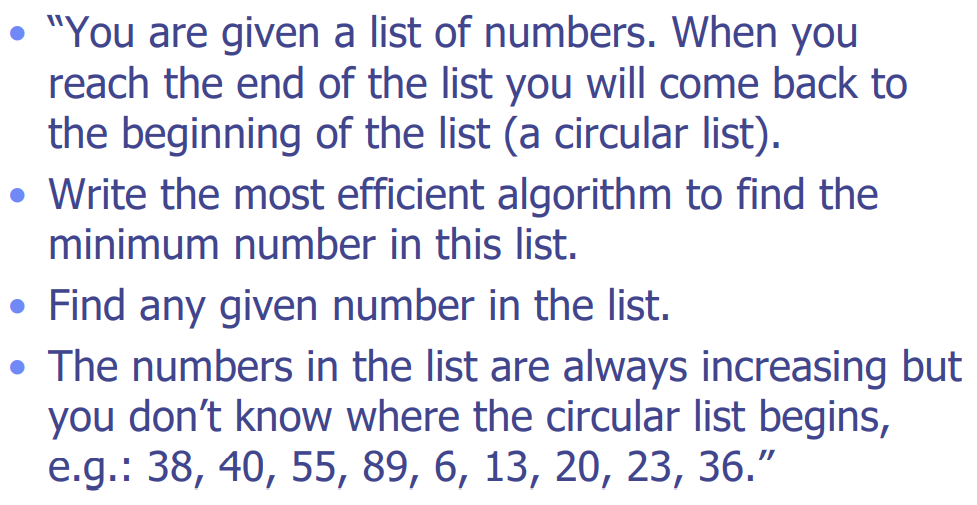 • “You are given a list of numbers. When you
reach the end of the list you will come back to
the beginning of the list (a circular list).
• Write the most efficient algorithm to find the
minimum number in this list.
• Find any given number in the list.
• The numbers in the list are always increasing but
you don’t know where the circular list begins,
e.g.: 38, 40, 55, 89, 6, 13, 20, 23, 36.”